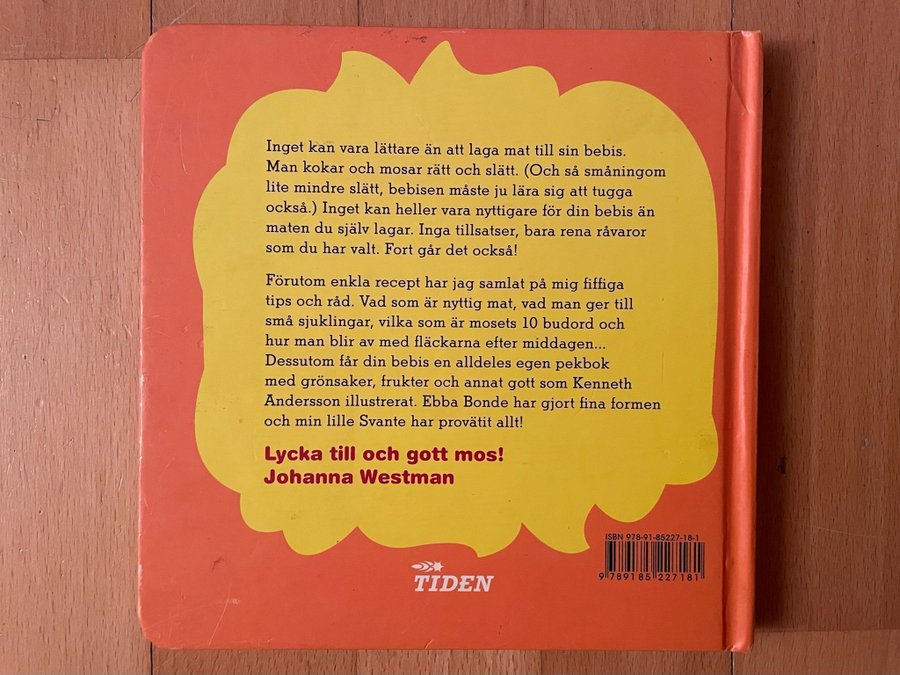 Inget kan vara lättare än att laga mat till sin bebis.
Man kokar och mosar rätt och slätt. (Och så småningom
lite mindre slätt, bebisen måste ju lära sig att tugga
också.) Inget kan heller vara nyttigare för din bebis än
maten du själv lagar. Inga tillsatser, bara rena råvaror
som du har valt. Fort går det också!
Förutom enkla recept har jag samlat på mig fiffiga
tips och råd. Vad som är nyttig mat, vad man ger till
små sjuklingar, vilka som är mosets 10 budord och
hur man blir av med fläckarna efter middagen...
Dessutom får din bebis en alldeles egen pekbok
med grönsaker, frukter och annat gott som Kenneth
Andersson illustrerat. Ebba Bonde har gjort fina formen
och min lille Svante har provätit allt!
Lycka till och gott mos!
Johanna Westman
ISBN 978-91-85227-18-1
9 789185 227181
TIDEN